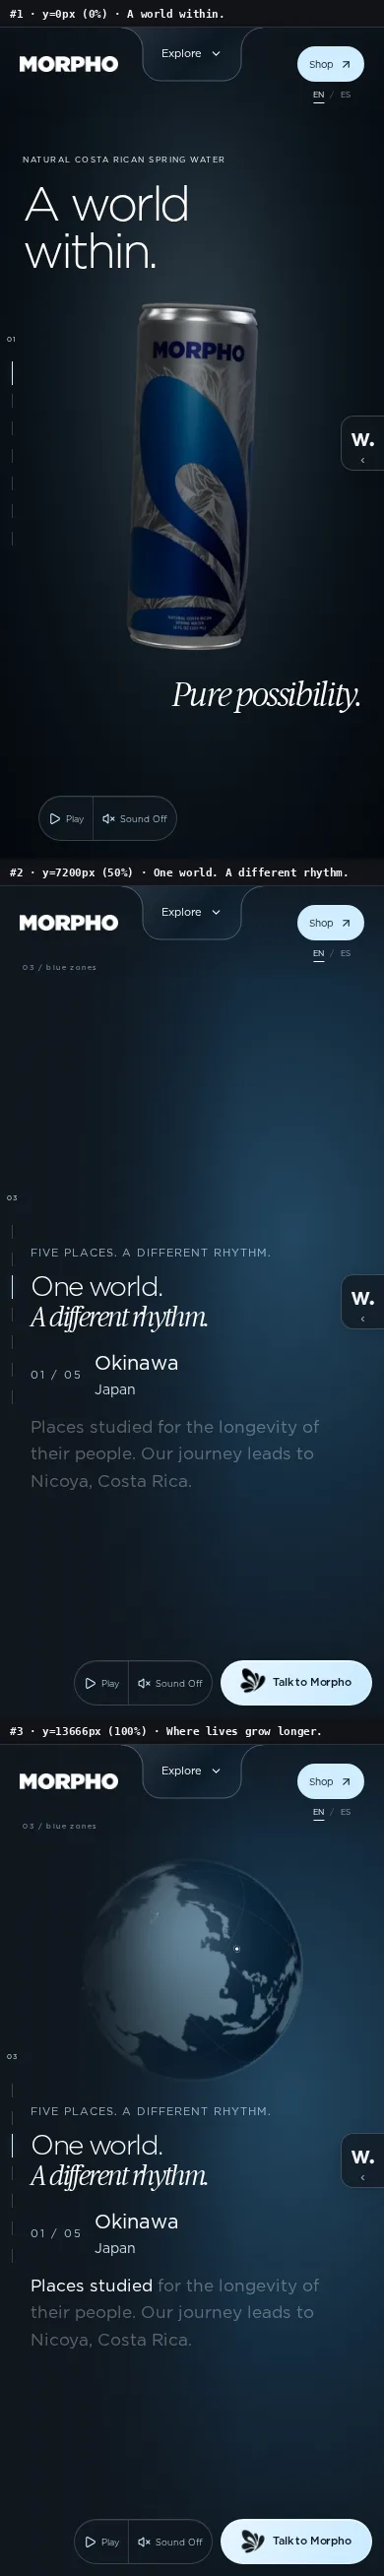 #1 · y=0px (0%) · A world within.
MORPHO
Explore
Shop
EN / ES
NATURAL COSTA RICAN SPRING WATER
A world
within.
MORPHO
01
W.
Pure possibility.
Play
Sound Off
#2 · y=7200px (50%) · One world. A different rhythm.
MORPHO
Explore
Shop
EN / ES
03 / blue zones
03
FIVE PLACES. A DIFFERENT RHYTHM.
One world.
A different rhythm.
W.
01 / 05
Okinawa
Japan
Places studied for the longevity of
their people. Our journey leads to
Nicoya, Costa Rica.
Play
Sound Off
Talk to Morpho
#3 · y=13666px (100%) · Where lives grow longer.
MORPHO
Explore
Shop
EN / ES
03 / blue zones
03
FIVE PLACES. A DIFFERENT RHYTHM.
One world.
A different rhythm.
W.
01 / 05
Okinawa
Japan
Places studied for the longevity of
their people. Our journey leads to
Nicoya, Costa Rica.
Play
Sound Off
Talk to Morpho